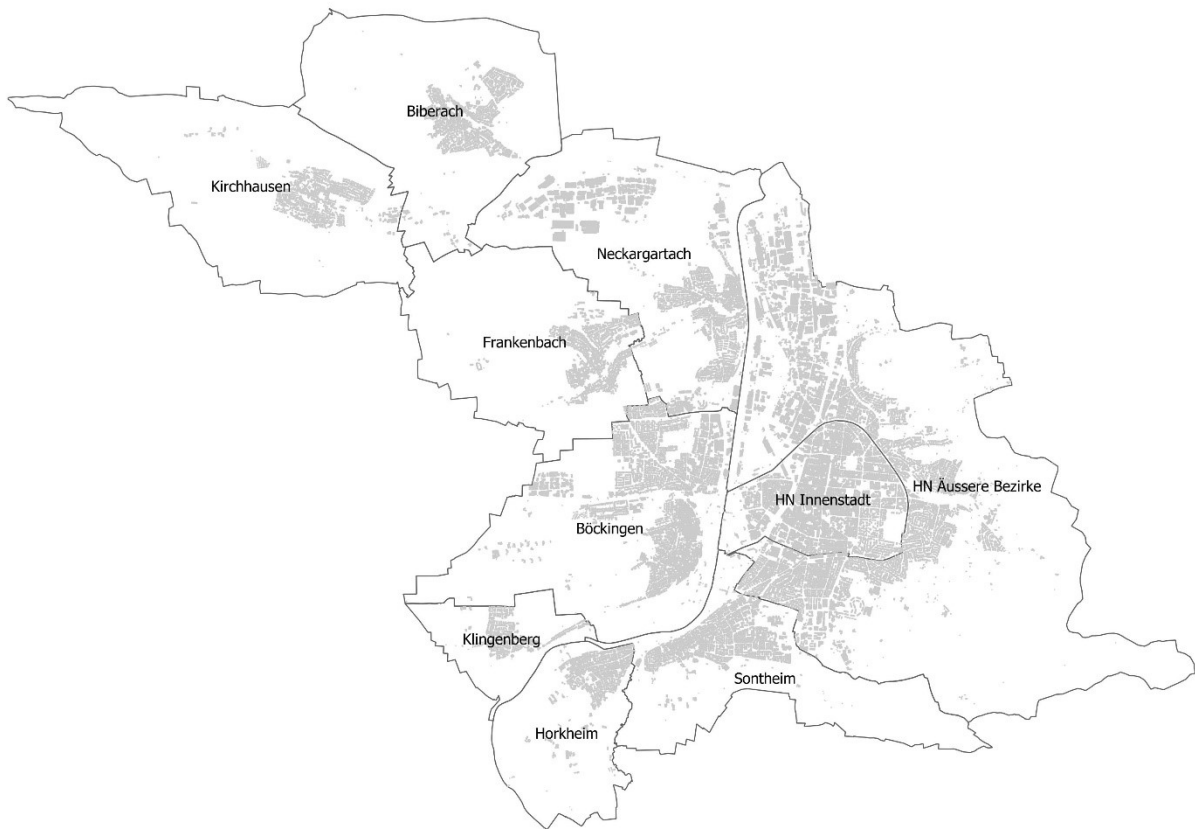 Biberach
Kirchhausen
Neckargartach
Frankenbach
HN Äussere Bezirke
HN Innenstadt
Böckingen
Klingenberg
Sontheim
Horkheim